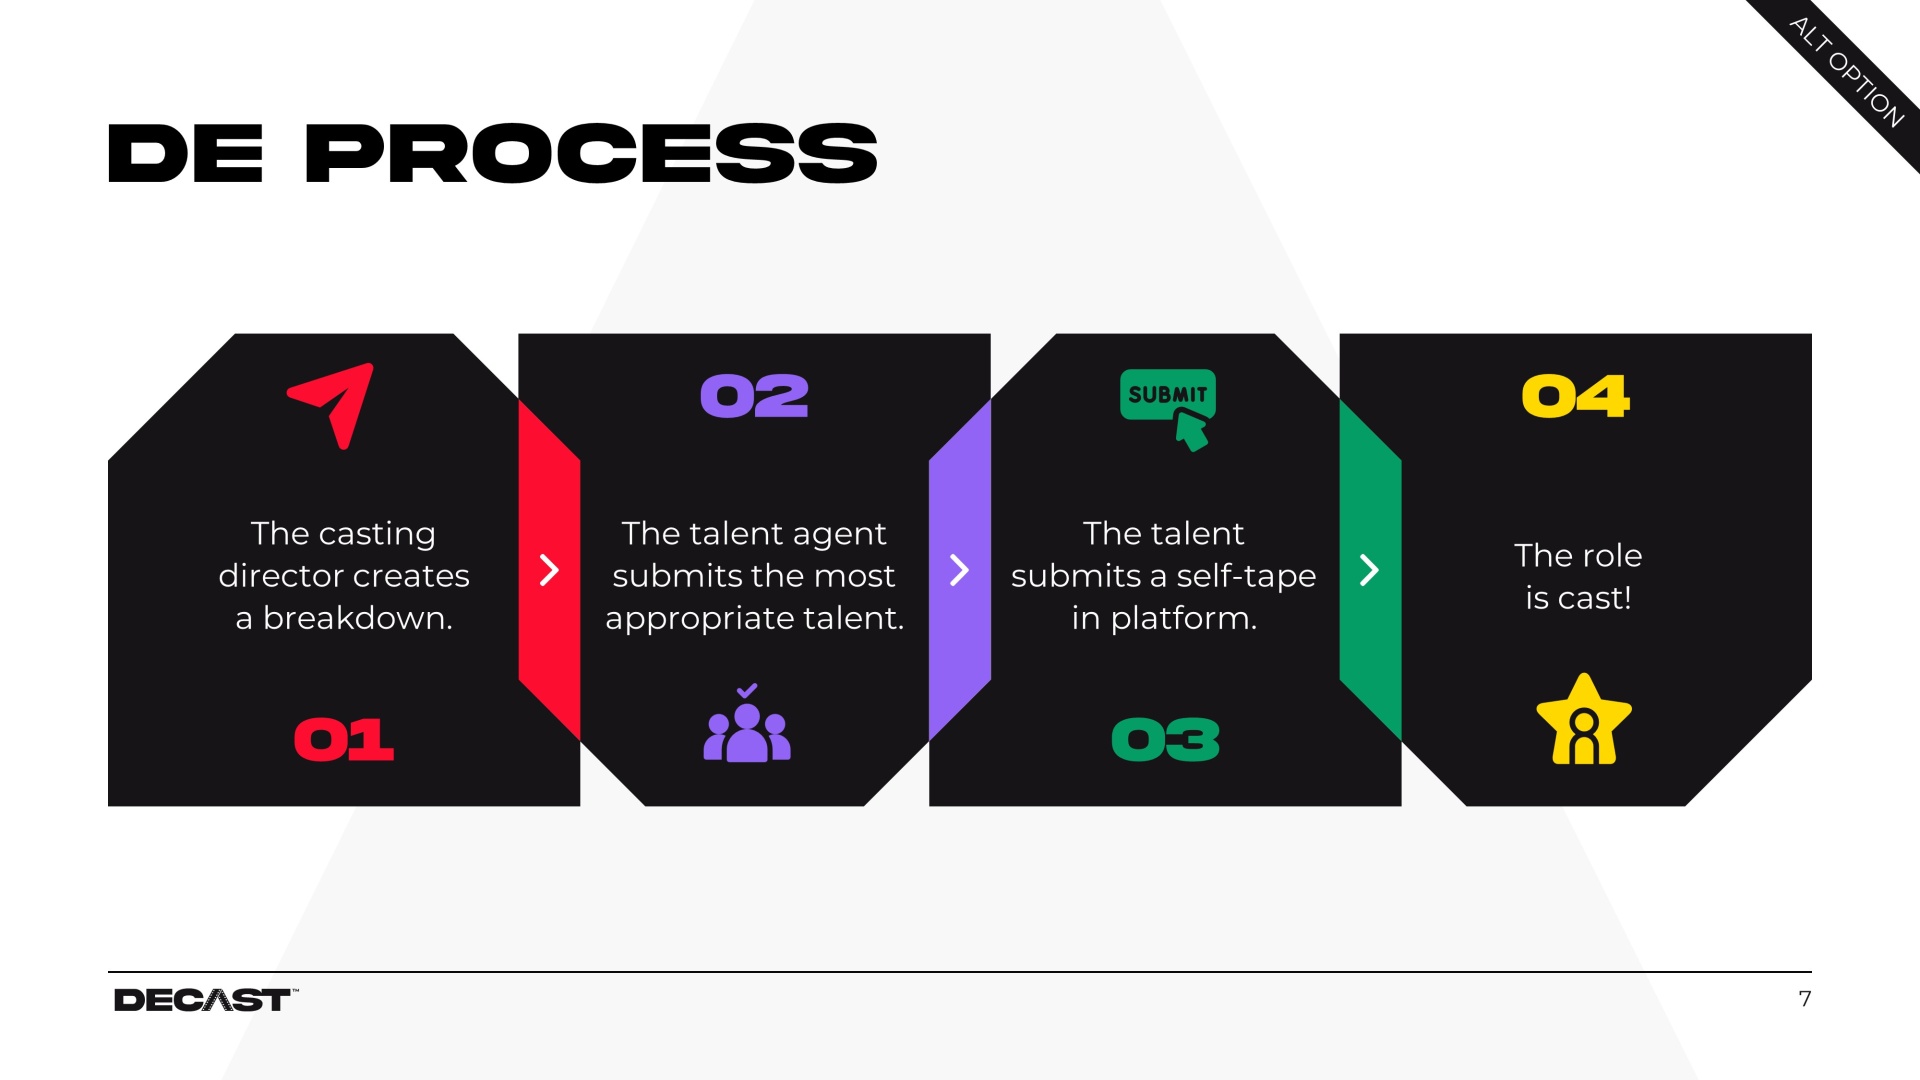 ALT OPTION
DE PROCESS
The casting
director creates
a breakdown.
01
02
The talent agent
submits the most
appropriate talent.
SUBMIT
The talent
submits a self-tape
in platform.
03
04
The role
is cast!
DECAST™
7